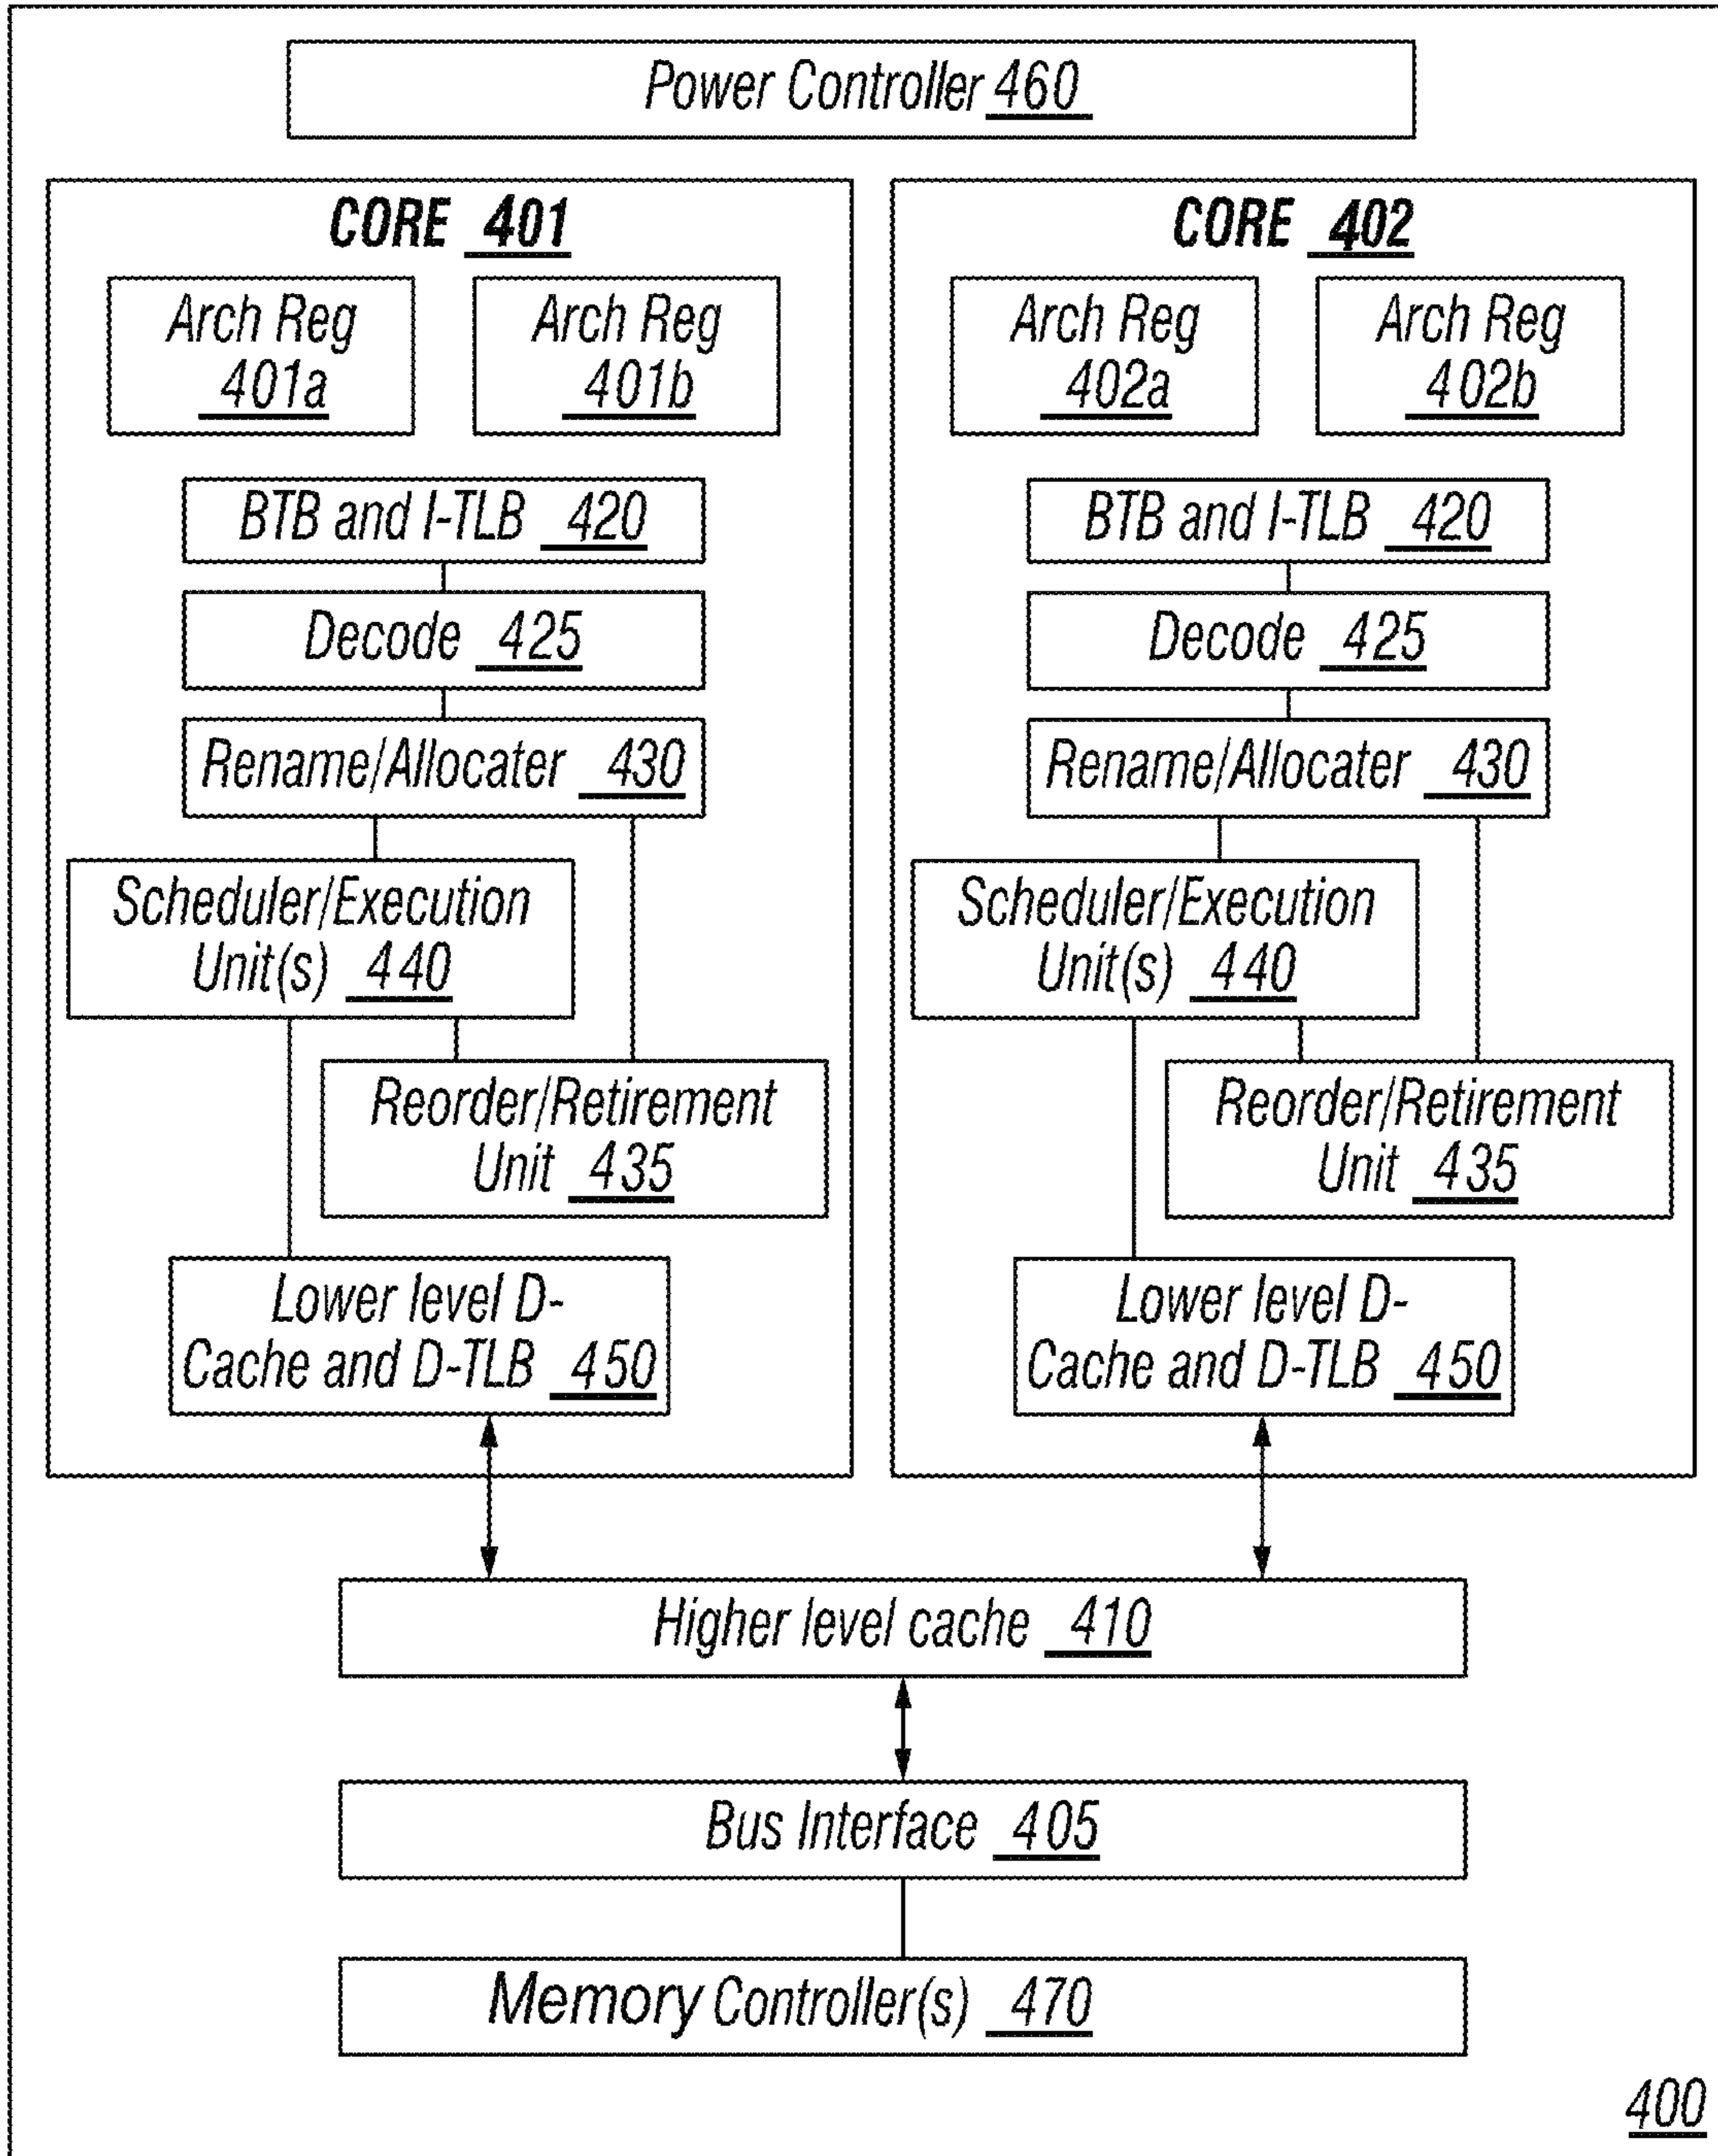 Power Controller 460
CORE 401
Arch Reg
401a
Arch Reg
401b
BTB and I-TLB 420
Decode 425
Rename/Allocater 430
Scheduler/Execution
Unit(s) 440
Reorder/Retirement
Unit 435
Lower level D-
Cache and D-TLB 450
CORE 402
Arch Reg
402a
Arch Reg
402b
BTB and I-TLB 420
Decode 425
Rename/Allocater 430
Scheduler/Execution
Unit(s) 440
Reorder/Retirement
Unit 435
Lower level D-
Cache and D-TLB 450
Higher level cache 410
Bus Interface 405
Memory Controller(s) 470
400